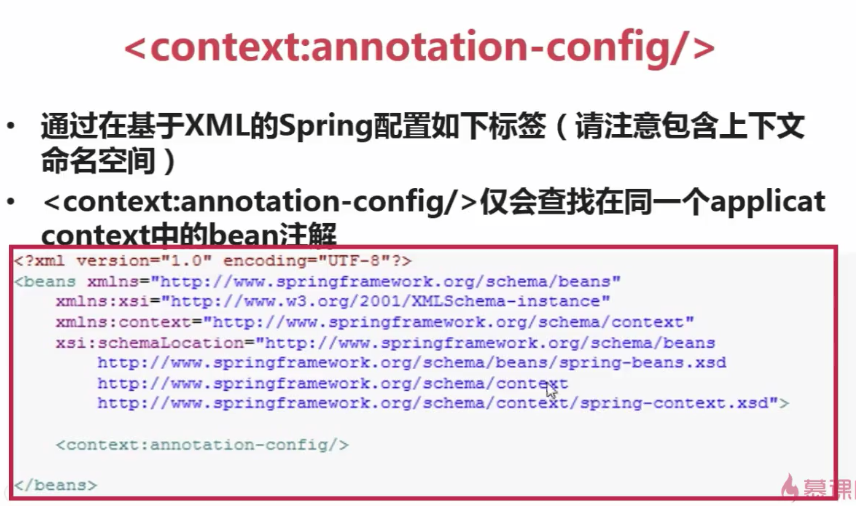 <context:annotation-config/>
• 通过在基于XML的Spring配置如下标签（请注意包含上下文
命名空间）
• <context:annotation-config/>仅会查找在同一个applicat
context中的bean注解
<?xml version="1.0" encoding="UTF-8"?>
<beans xmlns="http://www.springframework.org/schema/beans"
xmlns:xsi="http://www.w3.org/2001/XMLSchema-instance"
xmlns:context="http://www.springframework.org/schema/context"
xsi:schemaLocation="http://www.springframework.org/schema/beans
http://www.springframework.org/schema/beans/spring-beans.xsd
http://www.springframework.org/schema/context
http://www.springframework.org/schema/context/spring-context.xsd">
<context:annotation-config/>
</beans>
慕课